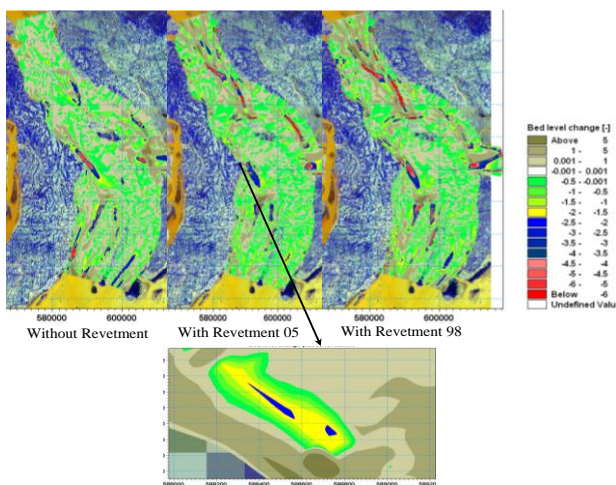 Bed level change [-]
Above 5
1 - 5
0.001 - 1
-0.001 - 0.001
-0.5 - -0.001
-1 - -0.5
-1.5 - -1
-2 - -1.5
-2.5 - -2
-3 - -2.5
-3.5 - -3
-4 - -3.5
-4.5 - -4
-5 - -4.5
-6 - -5
Below -6
Undefined Valu
580000 600000 580000 600000 580000 600000
Without Revetment With Revetment 05 With Revetment 98